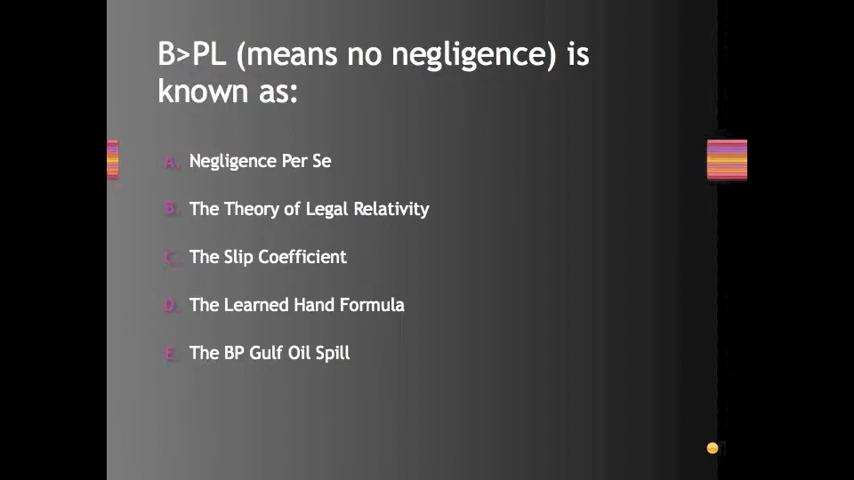 B>PL (means no negligence) is
known as:
A. Negligence Per Se
B. The Theory of Legal Relativity
C. The Slip Coefficient
D. The Learned Hand Formula
E. The BP Gulf Oil Spill